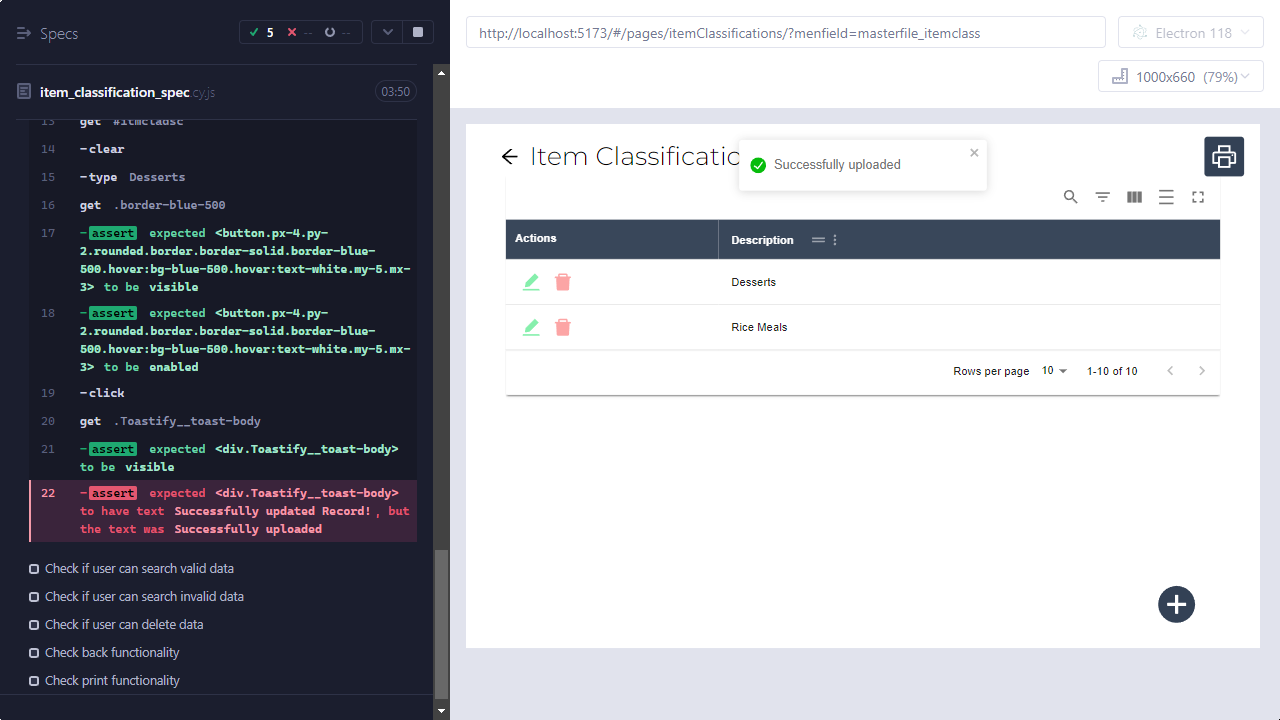 Specs
5
--
--
item_classification_spec.cy.js
03:50
13 get #itmcladsc
14 -clear
15 -type Desserts
16 get .border-blue-500
17 -assert expected <button.px-4.py-
2.rounded.border.border-solid.border-blue-
500.hover:bg-blue-500.hover:text-white.my-5.mx-
3> to be visible
18 -assert expected <button.px-4.py-
2.rounded.border.border-solid.border-blue-
500.hover:bg-blue-500.hover:text-white.my-5.mx-
3> to be enabled
19 -click
20 get .Toastify__toast-body
21 -assert expected <div.Toastify__toast-body>
to be visible
22 -assert expected <div.Toastify__toast-body>
to have text Successfully updated Record!, but
the text was Successfully uploaded
Check if user can search valid data
Check if user can search invalid data
Check if user can delete data
Check back functionality
Check print functionality
http://localhost:5173/#/pages/itemClassifications/?menfield=masterfile_itemclass
Electron 118
1000x660 (79%)
Item Classificatio
Successfully uploaded
Actions Description
Desserts
Rice Meals
Rows per page 10 1-10 of 10